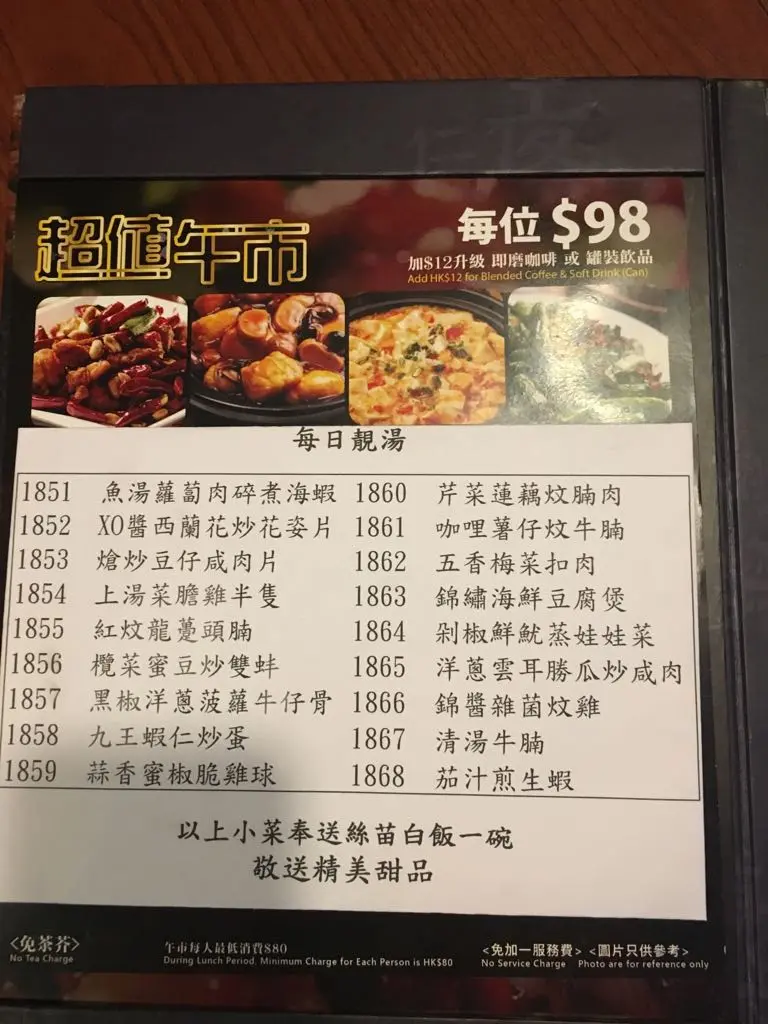 超值午市
每位 $98
加$12升級 即磨咖啡 或 罐裝飲品
Add HK$12 for Blended Coffee & Soft Drink (Can)
每日靚湯
1851 魚湯蘿蔔肉碎煮海蝦
1852 XO醬西蘭花炒花姿片
1853 熗炒豆仔咸肉片
1854 上湯菜膽雞半隻
1855 紅炆龍躉頭腩
1856 欖菜蜜豆炒雙蚌
1857 黑椒洋蔥菠蘿牛仔骨
1858 九王蝦仁炒蛋
1859 蒜香蜜椒脆雞球
1860 芹菜蓮藕炆腩肉
1861 咖哩薯仔炆牛腩
1862 五香梅菜扣肉
1863 錦繡海鮮豆腐煲
1864 剁椒鮮魷蒸娃娃菜
1865 洋蔥雲耳勝瓜炒咸肉
1866 錦醬雜菌炆雞
1867 清湯牛腩
1868 茄汁煎生蝦
以上小菜奉送絲苗白飯一碗
敬送精美甜品
<免茶芥>
No Tea Charge
午市每人最低消費$80
During Lunch Period, Minimum Charge for Each Person is HK$80
<免加一服務費> <圖片只供參考>
No Service Charge Photo are for reference only